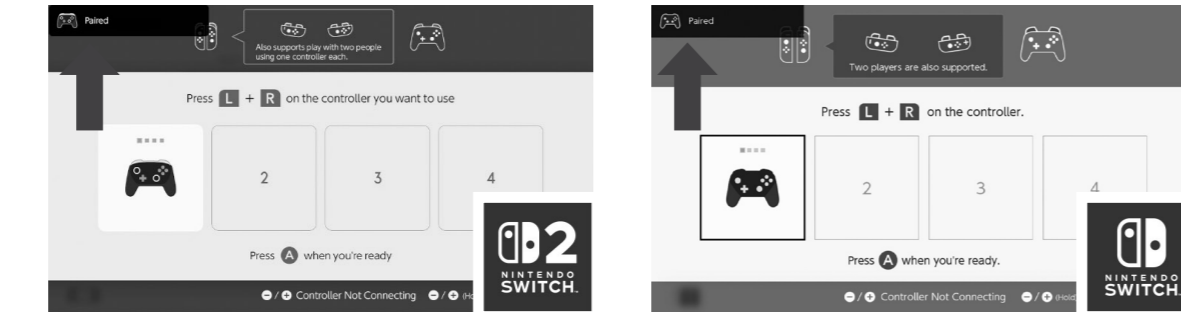 Paired
Also supports play with two people
using one controller each.
Press L + R on the controller you want to use
2
3
4
Press A when you're ready
Controller Not Connecting
2
NINTENDO
SWITCH
Paired
Two players are also supported.
Press L + R on the controller.
2
3
4
Press A when you're ready.
Controller Not Connecting (Hold)
NINTENDO
SWITCH